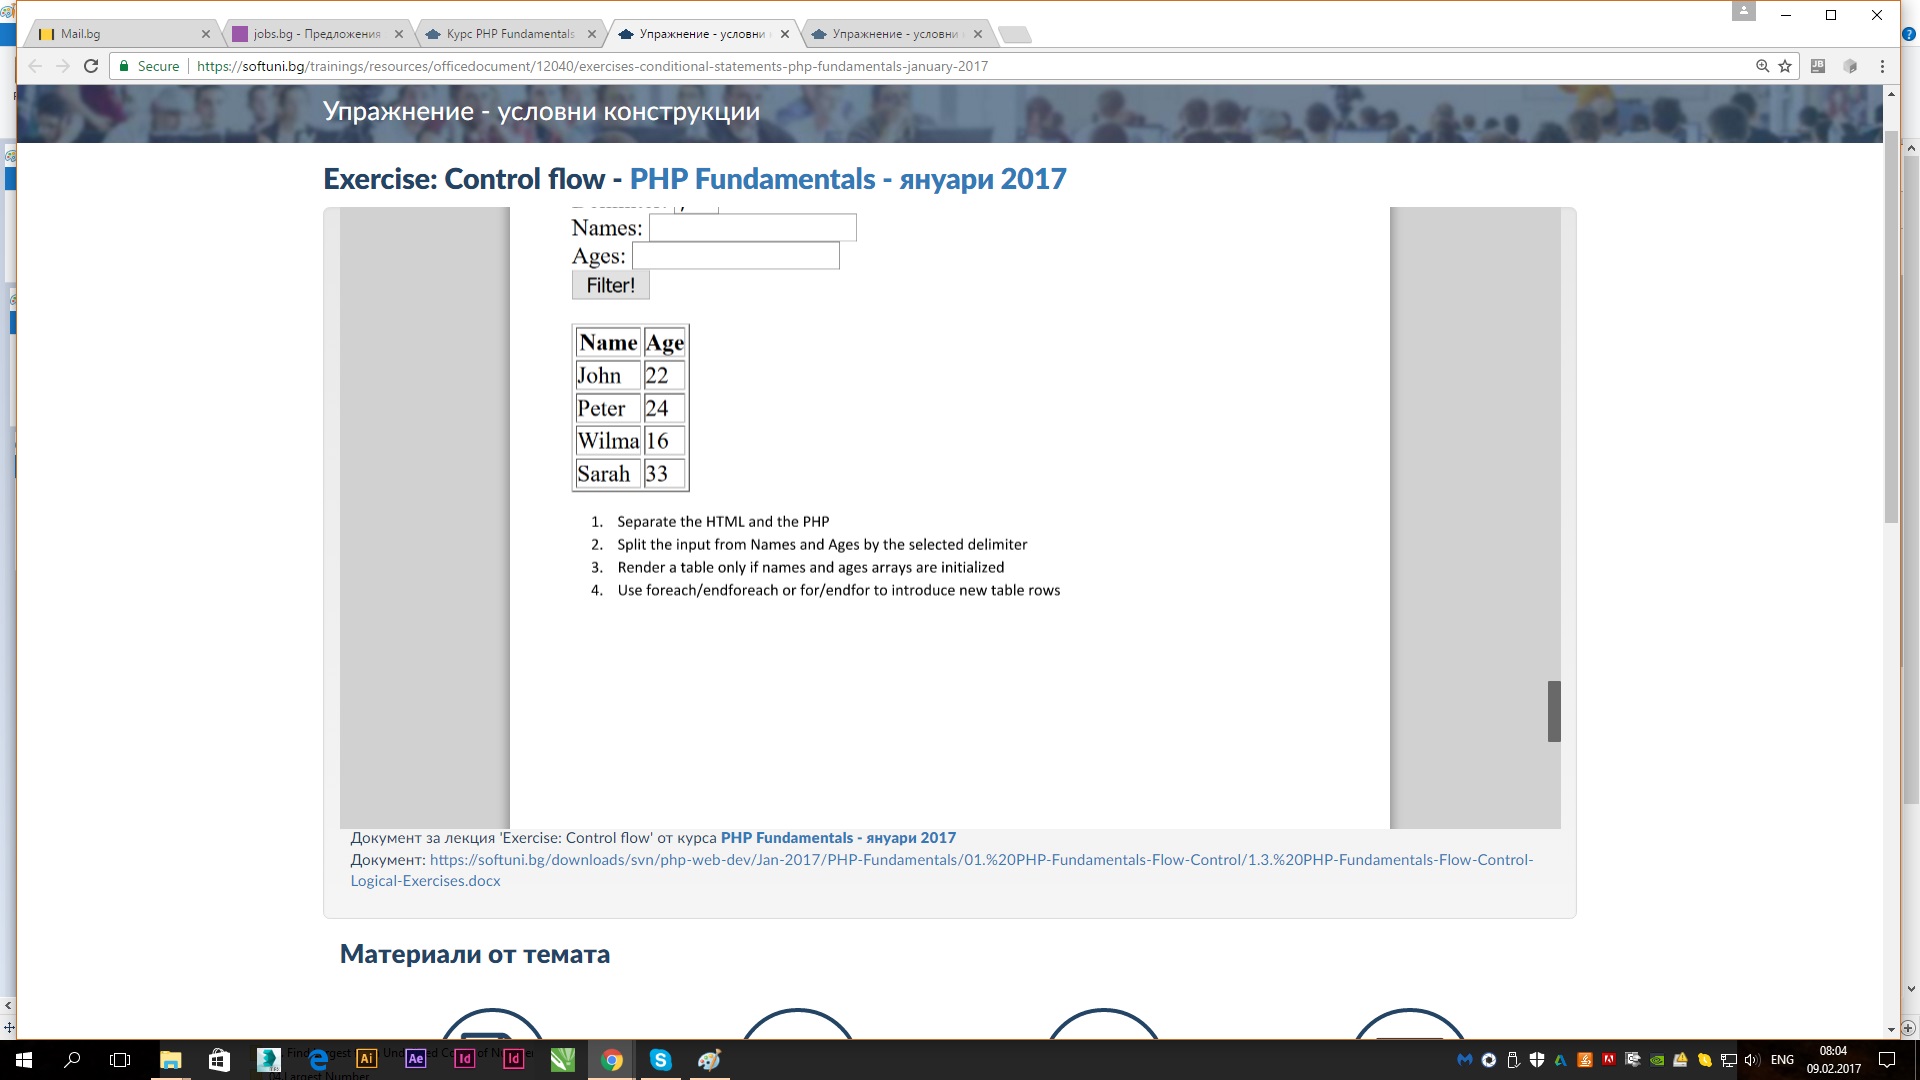 Mail.bg
jobs.bg - Предложения
Курс PHP Fundamentals
Упражнение - условни
Упражнение - условни
Secure
https://softuni.bg/trainings/resources/officedocument/12040/exercises-conditional-statements-php-fundamentals-january-2017
Упражнение - условни конструкции
Exercise: Control flow - PHP Fundamentals - януари 2017
Names:
Ages:
Filter!
Name Age
John 22
Peter 24
Wilma 16
Sarah 33
1. Separate the HTML and the PHP
2. Split the input from Names and Ages by the selected delimiter
3. Render a table only if names and ages arrays are initialized
4. Use foreach/endforeach or for/endfor to introduce new table rows
Документ за лекция 'Exercise: Control flow' от курса PHP Fundamentals - януари 2017
Документ: https://softuni.bg/downloads/svn/php-web-dev/Jan-2017/PHP-Fundamentals/01.%20PHP-Fundamentals-Flow-Control/1.3.%20PHP-Fundamentals-Flow-Control-
Logical-Exercises.docx
Материали от темата
Ai Ae Id Id
ENG
08:04
09.02.2017